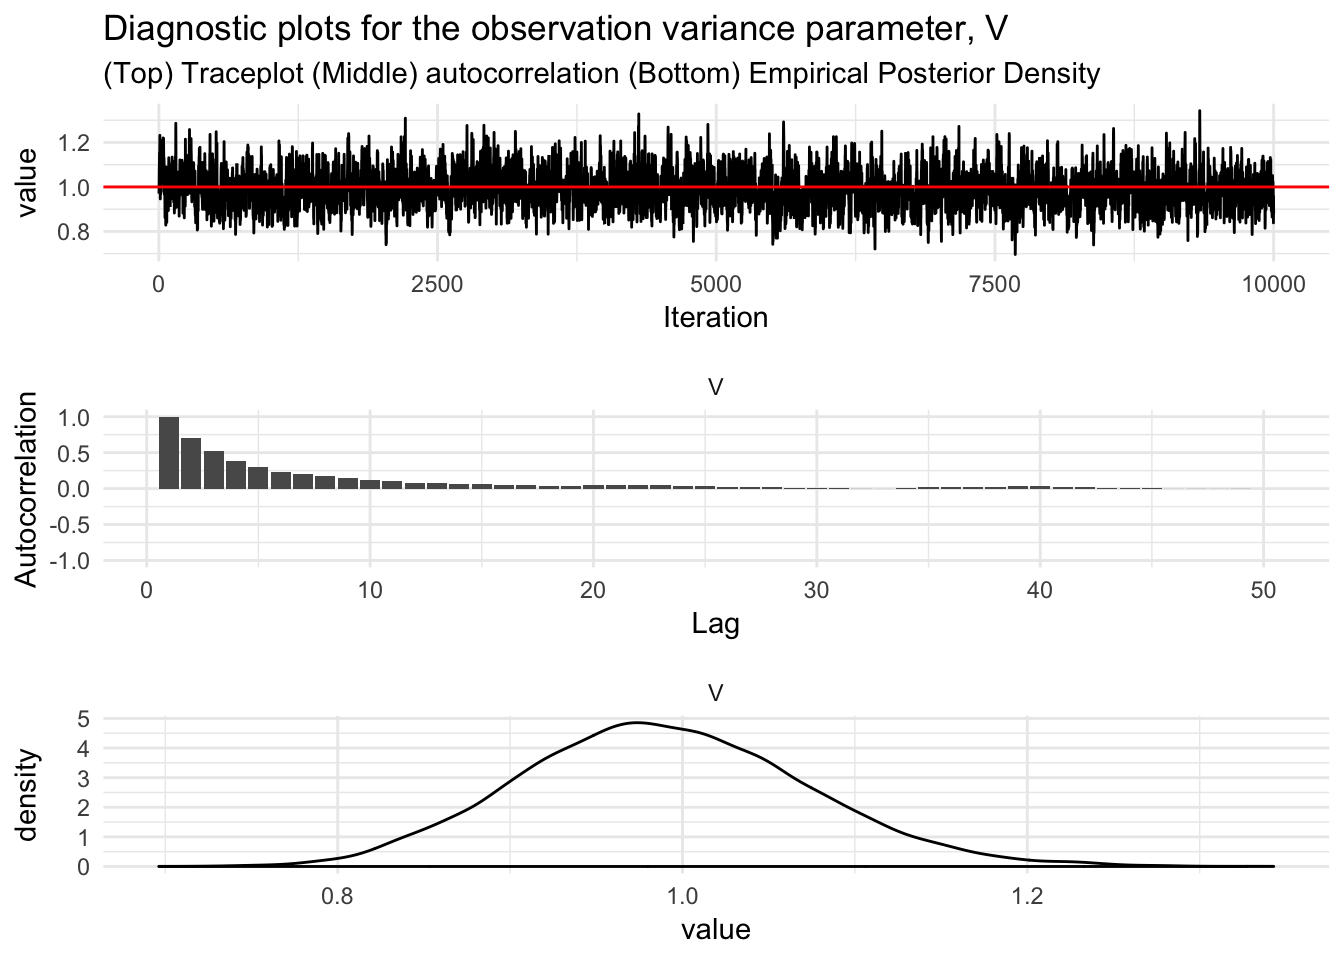 Diagnostic plots for the observation variance parameter, V
(Top) Traceplot (Middle) autocorrelation (Bottom) Empirical Posterior Density
value
1.2
1.0
0.8
0 2500 5000 7500 10000
Iteration
V
Autocorrelation
1.0
0.5
0.0
-0.5
-1.0
0 10 20 30 40 50
Lag
V
density
5
4
3
2
1
0
0.8 1.0 1.2
value